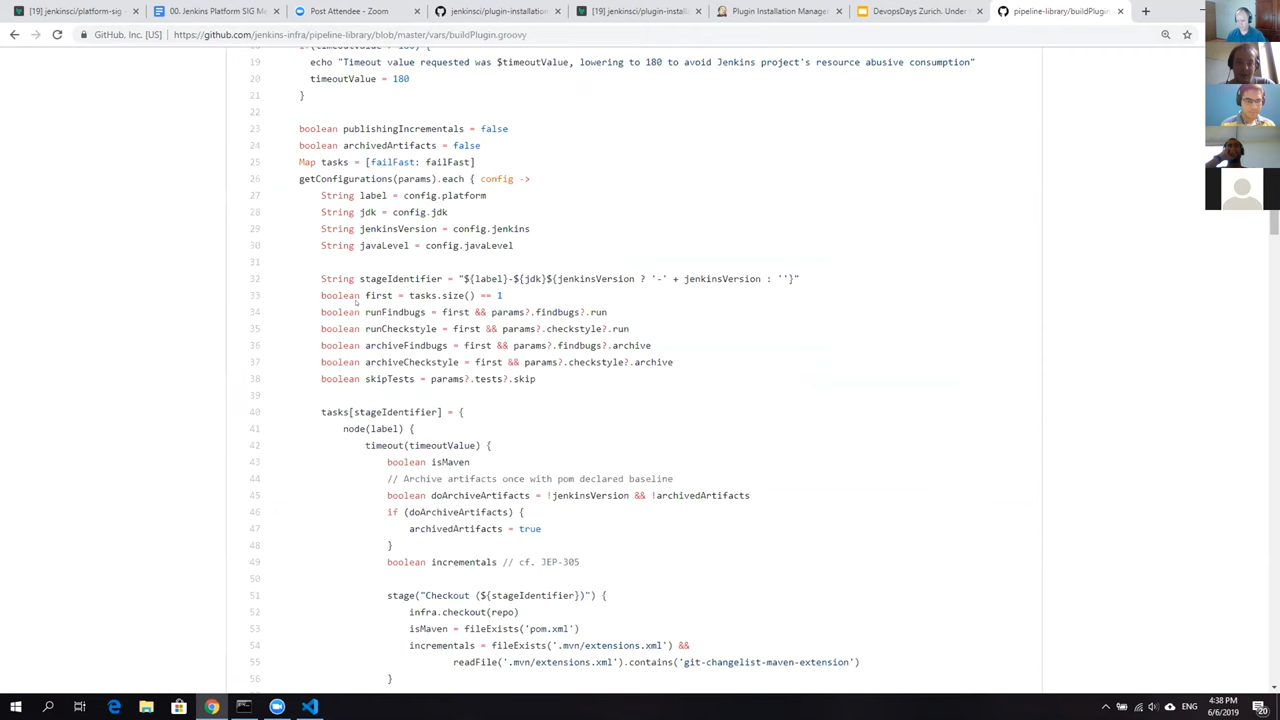 [19] jenkinsci/platform-sig
00. Jenkins Platform SIG M
Post Attendee - Zoom
jenkinsci/plugin-installation
[19] jenkinsci/plugin-install
Plugin Installation Manager
DevopsDays Zurich. Under
pipeline-library/buildPlugin
GitHub, Inc. [US]
https://github.com/jenkins-infra/pipeline-library/blob/master/vars/buildPlugin.groovy
19 echo "Timeout value requested was $timeoutValue, lowering to 180 to avoid Jenkins project's resource abusive consumption"
20 timeoutValue = 180
21 }
22
23 boolean publishingIncrementals = false
24 boolean archivedArtifacts = false
25 Map tasks = [failFast: failFast]
26 getConfigurations(params).each { config ->
27 String label = config.platform
28 String jdk = config.jdk
29 String jenkinsVersion = config.jenkins
30 String javaLevel = config.javaLevel
31
32 String stageIdentifier = "${label}-${jdk}${jenkinsVersion ? '-' + jenkinsVersion : ''}"
33 boolean first = tasks.size() == 1
34 boolean runFindbugs = first && params?.findbugs?.run
35 boolean runCheckstyle = first && params?.checkstyle?.run
36 boolean archiveFindbugs = first && params?.findbugs?.archive
37 boolean archiveCheckstyle = first && params?.checkstyle?.archive
38 boolean skipTests = params?.tests?.skip
39
40 tasks[stageIdentifier] = {
41 node(label) {
42 timeout(timeoutValue) {
43 boolean isMaven
44 // Archive artifacts once with pom declared baseline
45 boolean doArchiveArtifacts = !jenkinsVersion && !archivedArtifacts
46 if (doArchiveArtifacts) {
47 archivedArtifacts = true
48 }
49 boolean incrementals // cf. JEP-305
50
51 stage("Checkout (${stageIdentifier})") {
52 infra.checkout(repo)
53 isMaven = fileExists('pom.xml')
54 incrementals = fileExists('.mvn/extensions.xml') &&
55 readFile('.mvn/extensions.xml').contains('git-changelist-maven-extension')
56 }
ENG
4:38 PM
6/6/2019
20